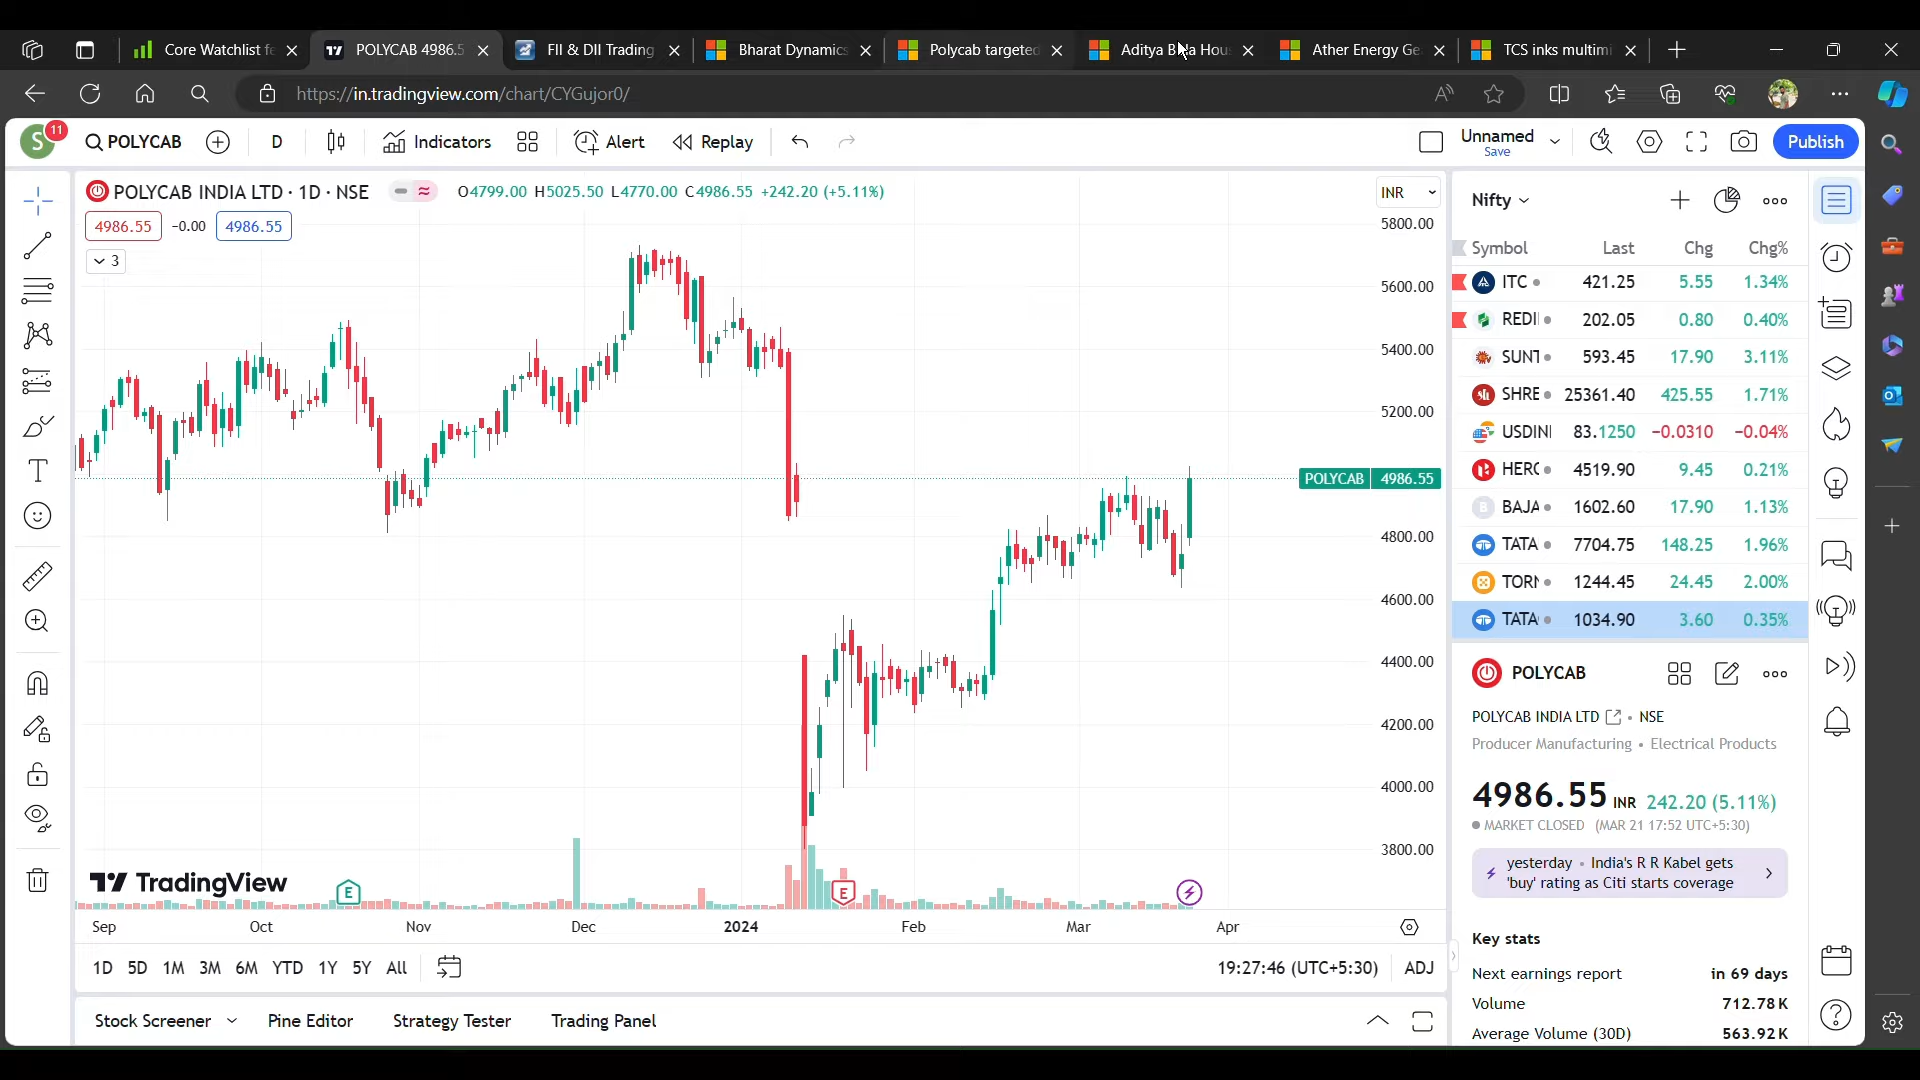 Core Watchlist fe
POLYCAB 4986.5
FII & DII Trading
Bharat Dynamics
Polycab targeted
Aditya Birla Hous
Ather Energy Ge
TCS inks multimi
https://in.tradingview.com/chart/CYGujor0/
S
11
POLYCAB
D
Indicators
Alert
Replay
Unnamed
Save
Publish
POLYCAB INDIA LTD · 1D · NSE
O4799.00 H5025.50 L4770.00 C4986.55 +242.20 (+5.11%)
4986.55 -0.00 4986.55
3
INR
5800.00
5600.00
5400.00
5200.00
POLYCAB 4986.55
4800.00
4600.00
4400.00
4200.00
4000.00
3800.00
TradingView
E
E
Sep Oct Nov Dec 2024 Feb Mar Apr
1D 5D 1M 3M 6M YTD 1Y 5Y All
19:27:46 (UTC+5:30) ADJ
Stock Screener Pine Editor Strategy Tester Trading Panel
Nifty
Symbol Last Chg Chg%
ITC 421.25 5.55 1.34%
202.05 0.80 0.40%
SUNT 593.45 17.90 3.11%
SHRE 25361.40 425.55 1.71%
USDIN 83.1250 -0.0310 -0.04%
HERO 4519.90 9.45 0.21%
BAJA 1602.60 17.90 1.13%
TATA 7704.75 148.25 1.96%
TORN 1244.45 24.45 2.00%
TATA 1034.90 3.60 0.35%
POLYCAB
POLYCAB INDIA LTD • NSE
Producer Manufacturing • Electrical Products
4986.55 INR 242.20 (5.11%)
MARKET CLOSED (MAR 21 17:52 UTC+5:30)
yesterday • India's R R Kabel gets
'buy' rating as Citi starts coverage
Key stats
Next earnings report in 69 days
Volume 712.78K
Average Volume (30D) 563.92K